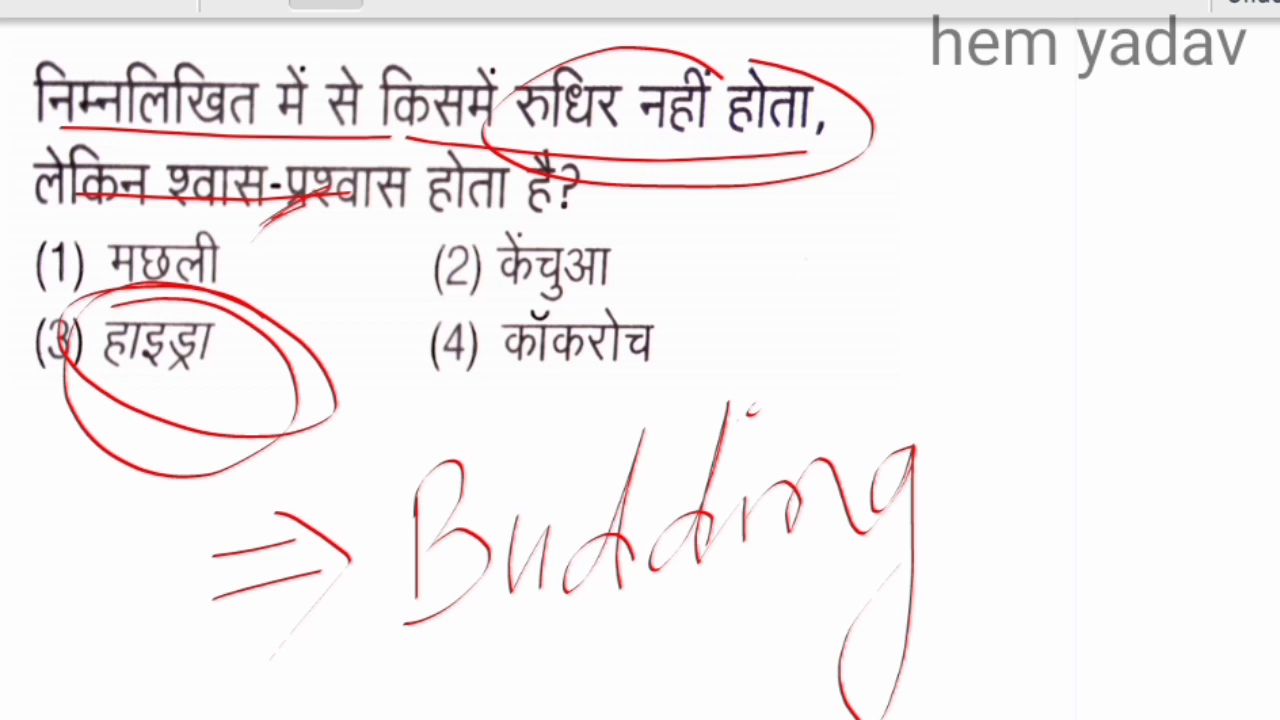 hem yadav
निम्नलिखित में से किसमें रुधिर नहीं होता,
लेकिन श्वास-प्रश्वास होता है?
(1) मछली (2) केंचुआ
(3) हाइड्रा (4) कॉकरोच
⇒ Budding